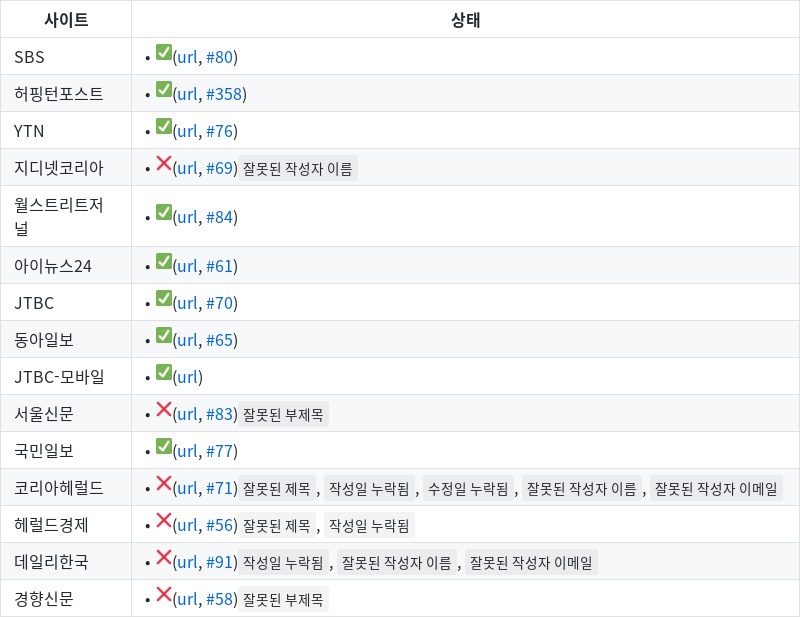 사이트 상태
SBS • ✅(url, #80)
허핑턴포스트 • ✅(url, #358)
YTN • ✅(url, #76)
지디넷코리아 • ❌(url, #69) 잘못된 작성자 이름
월스트리트저
널 • ✅(url, #84)
아이뉴스24 • ✅(url, #61)
JTBC • ✅(url, #70)
동아일보 • ✅(url, #65)
JTBC-모바일 • ✅(url)
서울신문 • ❌(url, #83) 잘못된 부제목
국민일보 • ✅(url, #77)
코리아헤럴드 • ❌(url, #71) 잘못된 제목 , 작성일 누락됨 , 수정일 누락됨 , 잘못된 작성자 이름 , 잘못된 작성자 이메일
헤럴드경제 • ❌(url, #56) 잘못된 제목 , 작성일 누락됨
데일리한국 • ❌(url, #91) 작성일 누락됨 , 잘못된 작성자 이름 , 잘못된 작성자 이메일
경향신문 • ❌(url, #58) 잘못된 부제목